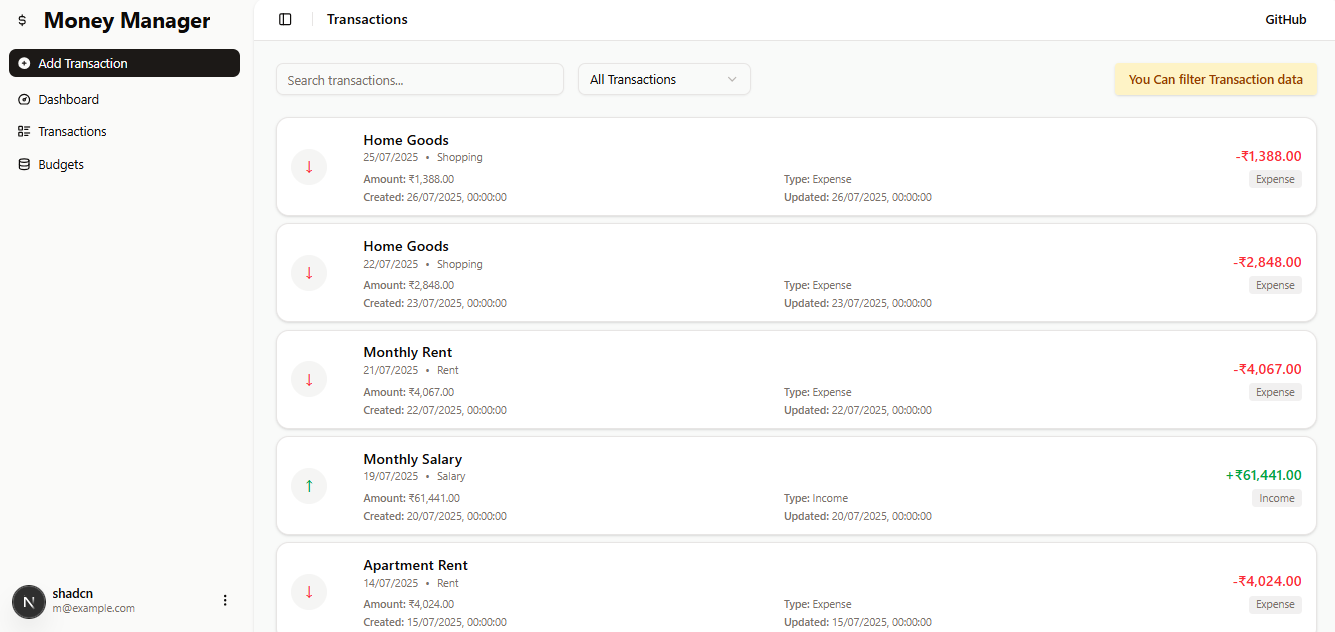 $ Money Manager
Add Transaction
Dashboard
Transactions
Budgets
shadcn
m@example.com
N
Transactions
GitHub
Search transactions...
All Transactions
You Can filter Transaction data
Home Goods
25/07/2025 • Shopping
Amount: ₹1,388.00
Type: Expense
Created: 26/07/2025, 00:00:00
Updated: 26/07/2025, 00:00:00
-₹1,388.00
Expense
Home Goods
22/07/2025 • Shopping
Amount: ₹2,848.00
Type: Expense
Created: 23/07/2025, 00:00:00
Updated: 23/07/2025, 00:00:00
-₹2,848.00
Expense
Monthly Rent
21/07/2025 • Rent
Amount: ₹4,067.00
Type: Expense
Created: 22/07/2025, 00:00:00
Updated: 22/07/2025, 00:00:00
-₹4,067.00
Expense
Monthly Salary
19/07/2025 • Salary
Amount: ₹61,441.00
Type: Income
Created: 20/07/2025, 00:00:00
Updated: 20/07/2025, 00:00:00
+₹61,441.00
Income
Apartment Rent
14/07/2025 • Rent
Amount: ₹4,024.00
Type: Expense
Created: 15/07/2025, 00:00:00
Updated: 15/07/2025, 00:00:00
-₹4,024.00
Expense